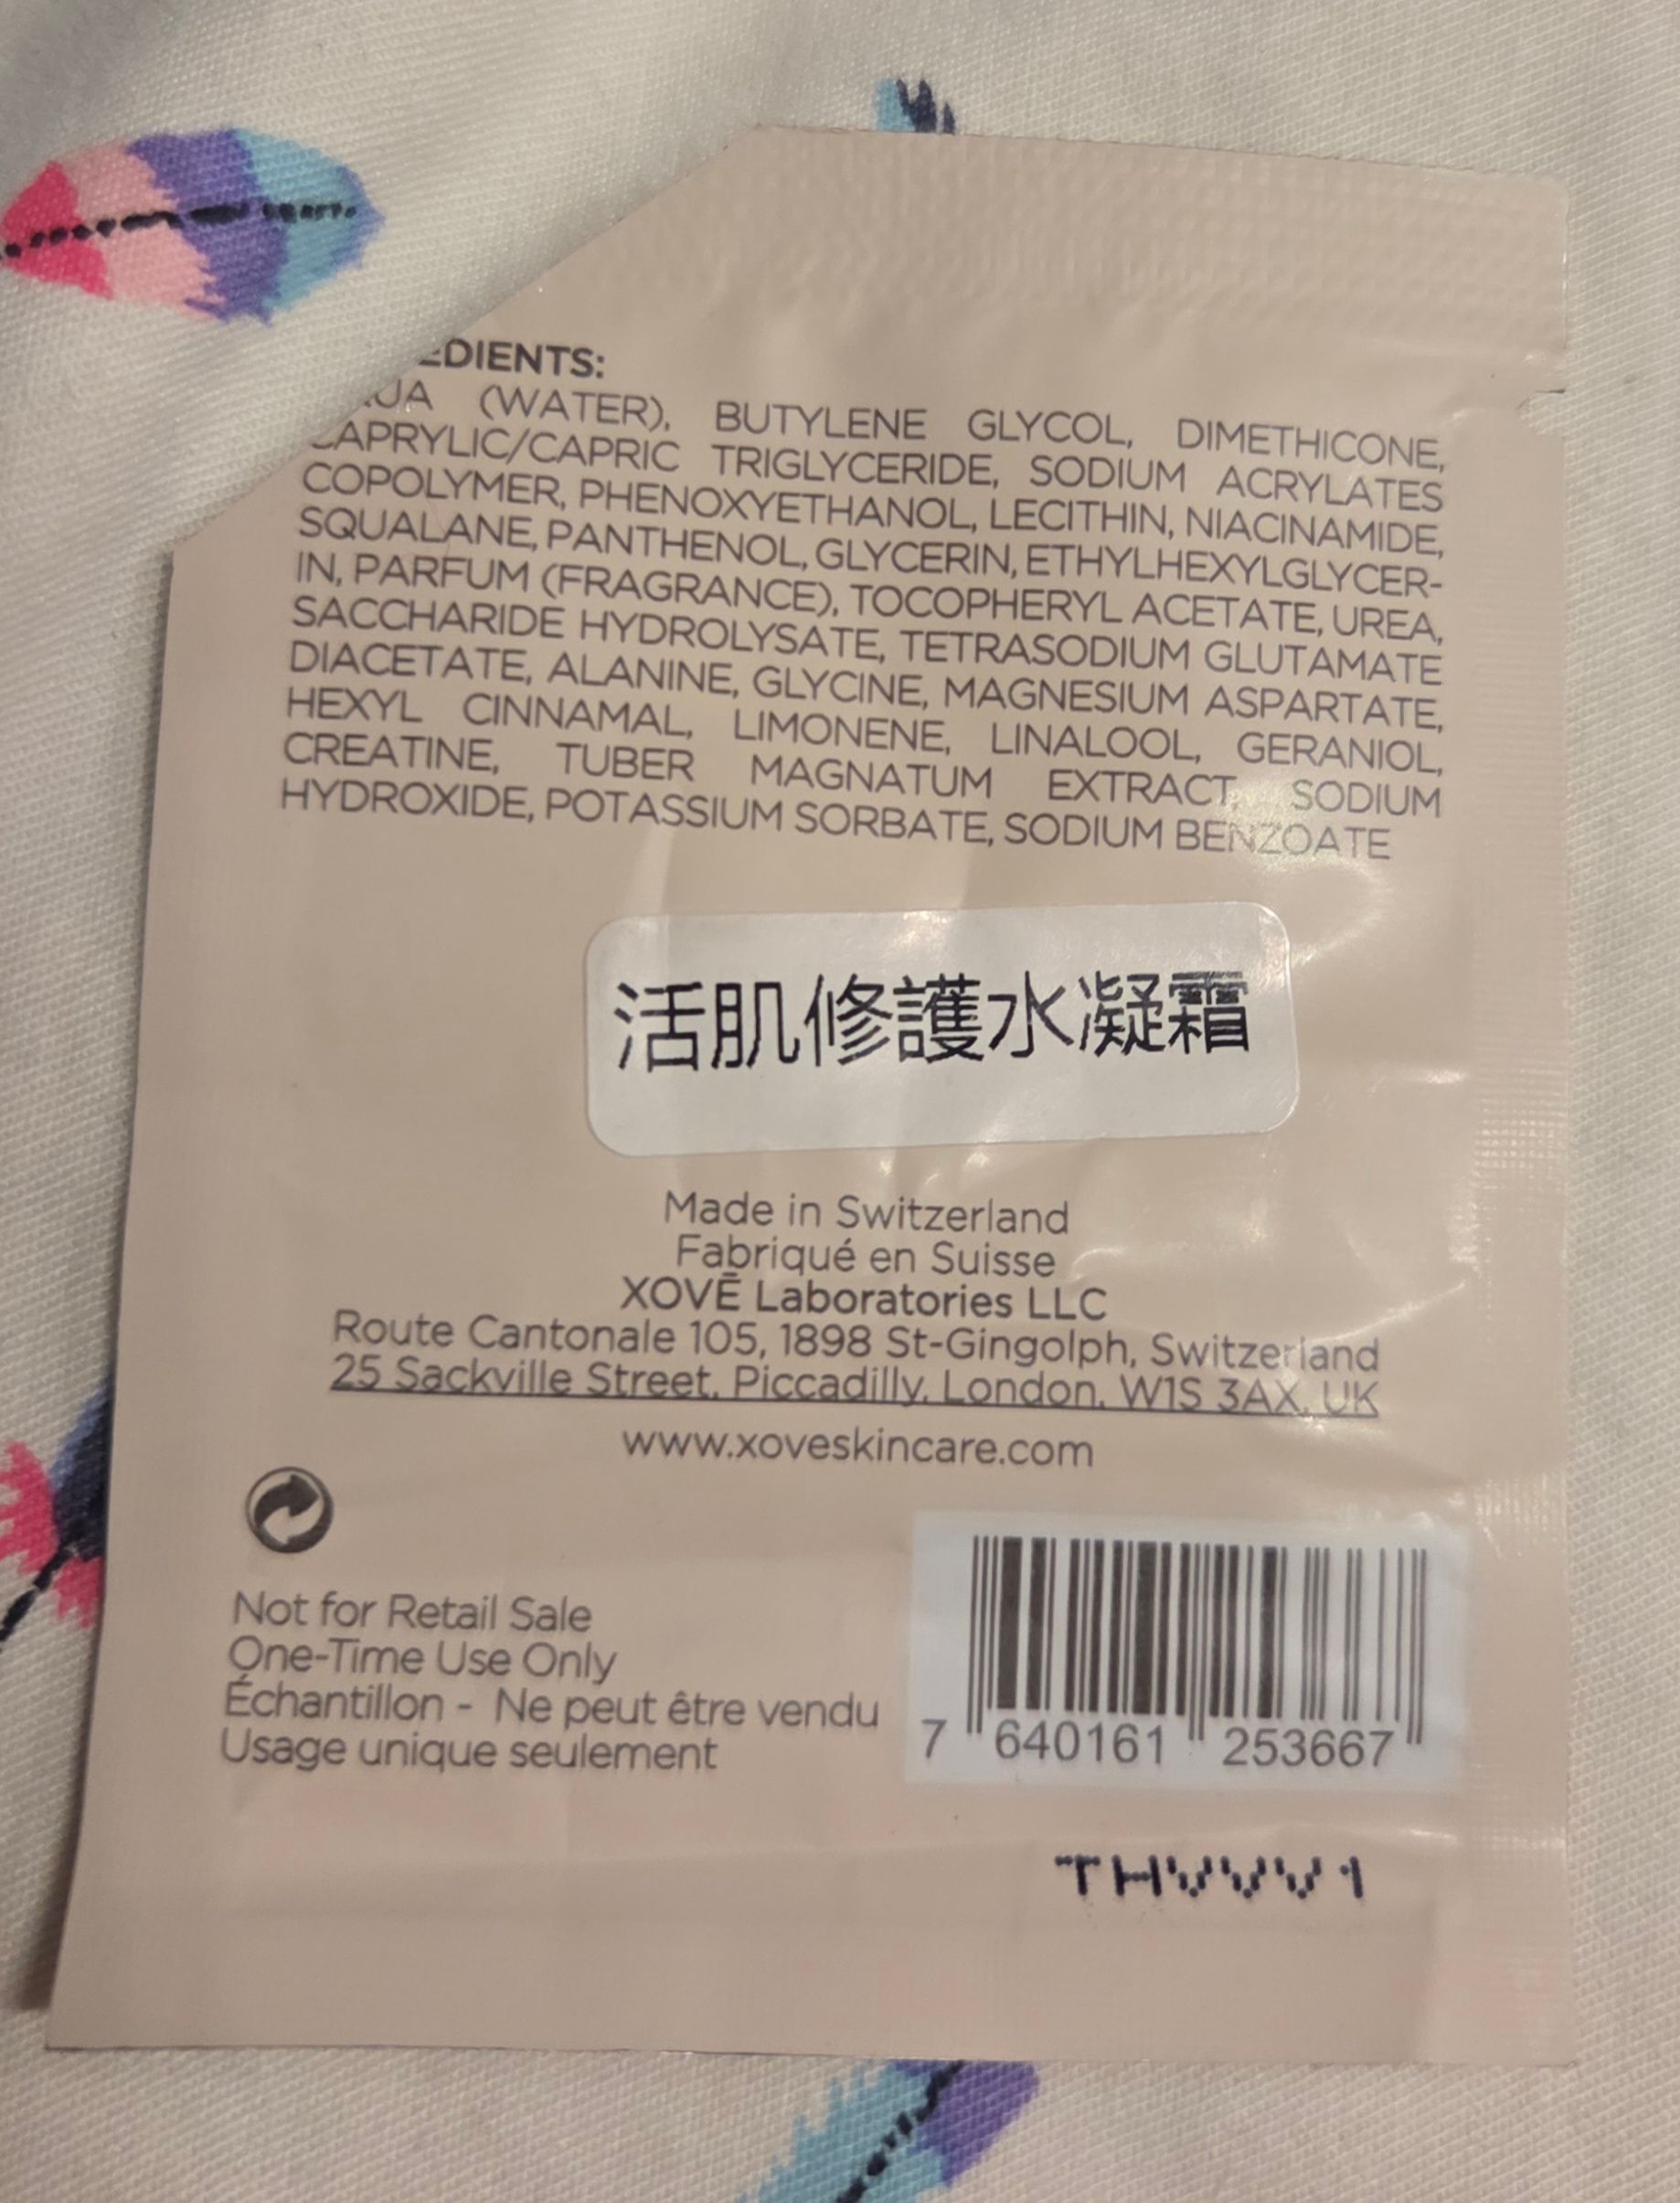 EDIENTS:
UA (WATER), BUTYLENE GLYCOL, DIMETHICONE,
CAPRYLIC/CAPRIC TRIGLYCERIDE, SODIUM ACRYLATES
COPOLYMER, PHENOXYETHANOL, LECITHIN, NIACINAMIDE,
SQUALANE, PANTHENOL, GLYCERIN, ETHYLHEXYLGLYCER-
IN, PARFUM (FRAGRANCE), TOCOPHERYL ACETATE, UREA,
SACCHARIDE HYDROLYSATE, TETRASODIUM GLUTAMATE
DIACETATE, ALANINE, GLYCINE, MAGNESIUM ASPARTATE,
HEXYL CINNAMAL, LIMONENE, LINALOOL, GERANIOL,
CREATINE, TUBER MAGNATUM EXTRACT, SODIUM
HYDROXIDE, POTASSIUM SORBATE, SODIUM BENZOATE
活肌修護水凝霜
Made in Switzerland
Fabriqué en Suisse
XOVĒ Laboratories LLC
Route Cantonale 105, 1898 St-Gingolph, Switzerland
25 Sackville Street, Piccadilly, London, W1S 3AX, UK
www.xoveskincare.com
Not for Retail Sale
One-Time Use Only
Échantillon - Ne peut être vendu
Usage unique seulement
7 640161 253667